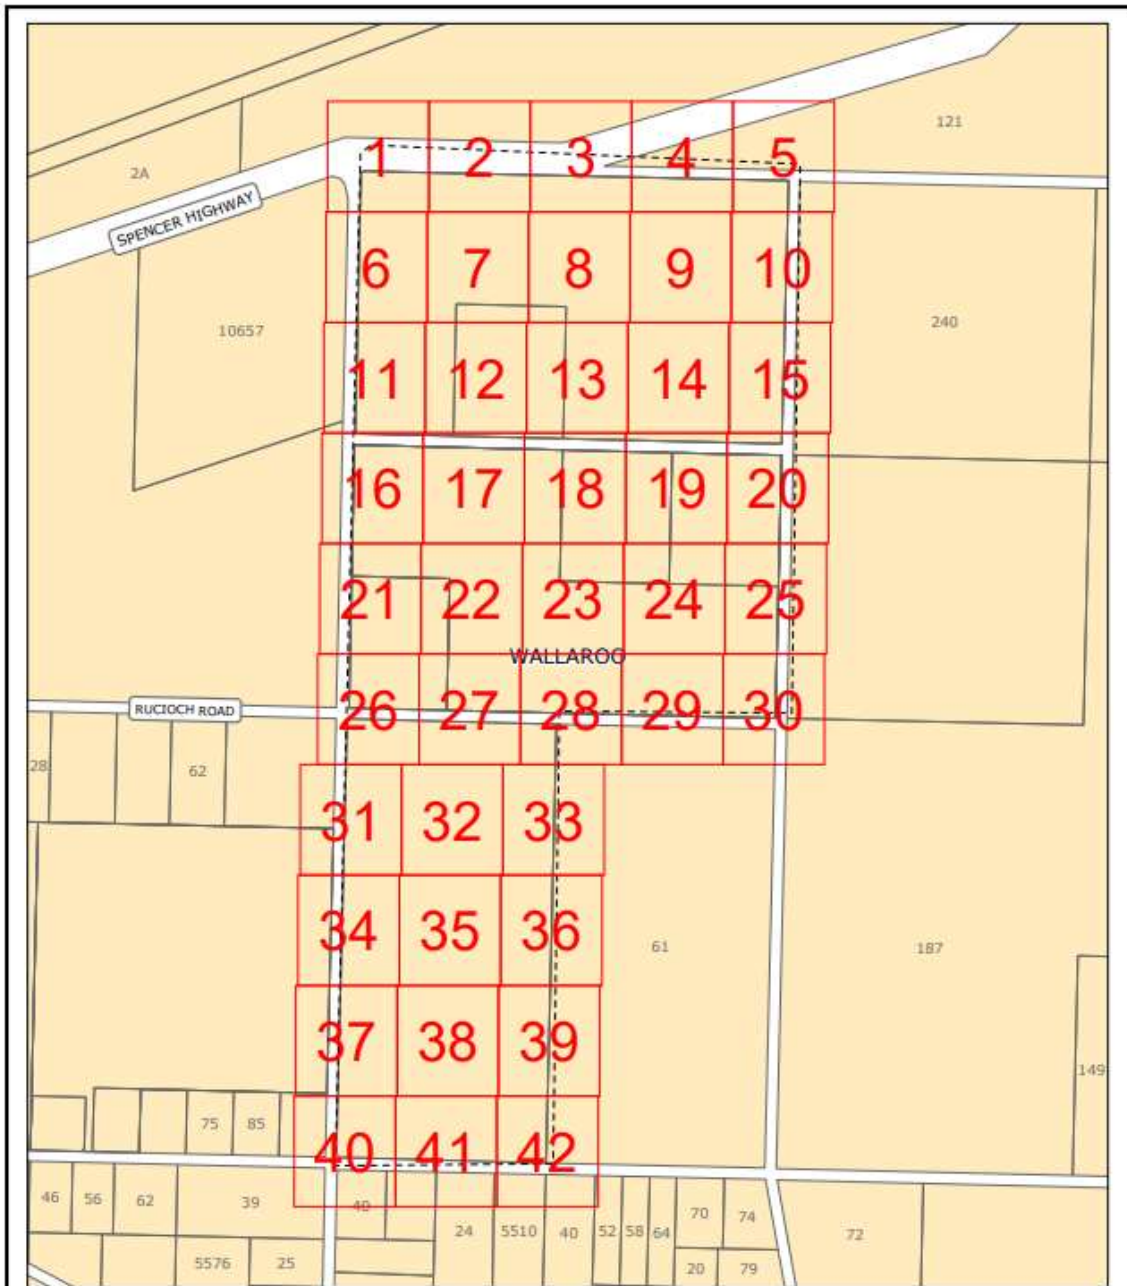 121
1 2 3 4 5
2A
SPENCER HIGHWAY
6 7 8 9 10
10657
240
11 12 13 14 15
16 17 18 19 20
21 22 23 24 25
WALLAROO
RUCIOCH ROAD
26 27 28 29 30
28
62
31 32 33
34 35 36
61
187
37 38 39
149
75 85
40 41 42
46 56 62 39 40
24 5510 40 52 58 64 70 74 72
5576 25 20 79